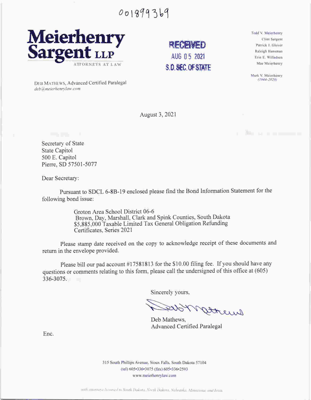 001899369
Meierhenry
Sargent LLP
ATTORNEYS AT LAW
DEB MATHEWS, Advanced Certified Paralegal
deb@meierhenrylaw.com
RECEIVED
AUG 05 2021
S.D. SEC. OF STATE
Todd V. Meierhenry
Clint Sargent
Patrick J. Glover
Raleigh Hansman
Erin E. Willadsen
Max Meierhenry
Mark V. Meierhenry
(1944-2020)
August 3, 2021
Secretary of State
State Capitol
500 E. Capitol
Pierre, SD 57501-5077
Dear Secretary:
Pursuant to SDCL 6-8B-19 enclosed please find the Bond Information Statement for the
following bond issue:
Groton Area School District 06-6
Brown, Day, Marshall, Clark and Spink Counties, South Dakota
$5,885,000 Taxable Limited Tax General Obligation Refunding
Certificates, Series 2021
Please stamp date received on the copy to acknowledge receipt of these documents and
return in the envelope provided.
Please bill our pad account #17581813 for the $10.00 filing fee. If you should have any
questions or comments relating to this form, please call the undersigned of this office at (605)
336-3075.
Sincerely yours,
Deb Mathews
Deb Mathews,
Advanced Certified Paralegal
Enc.
315 South Phillips Avenue, Sioux Falls, South Dakota 57104
(tel) 605•336•3075 (fax) 605•336•2593
www.meierhenrylaw.com